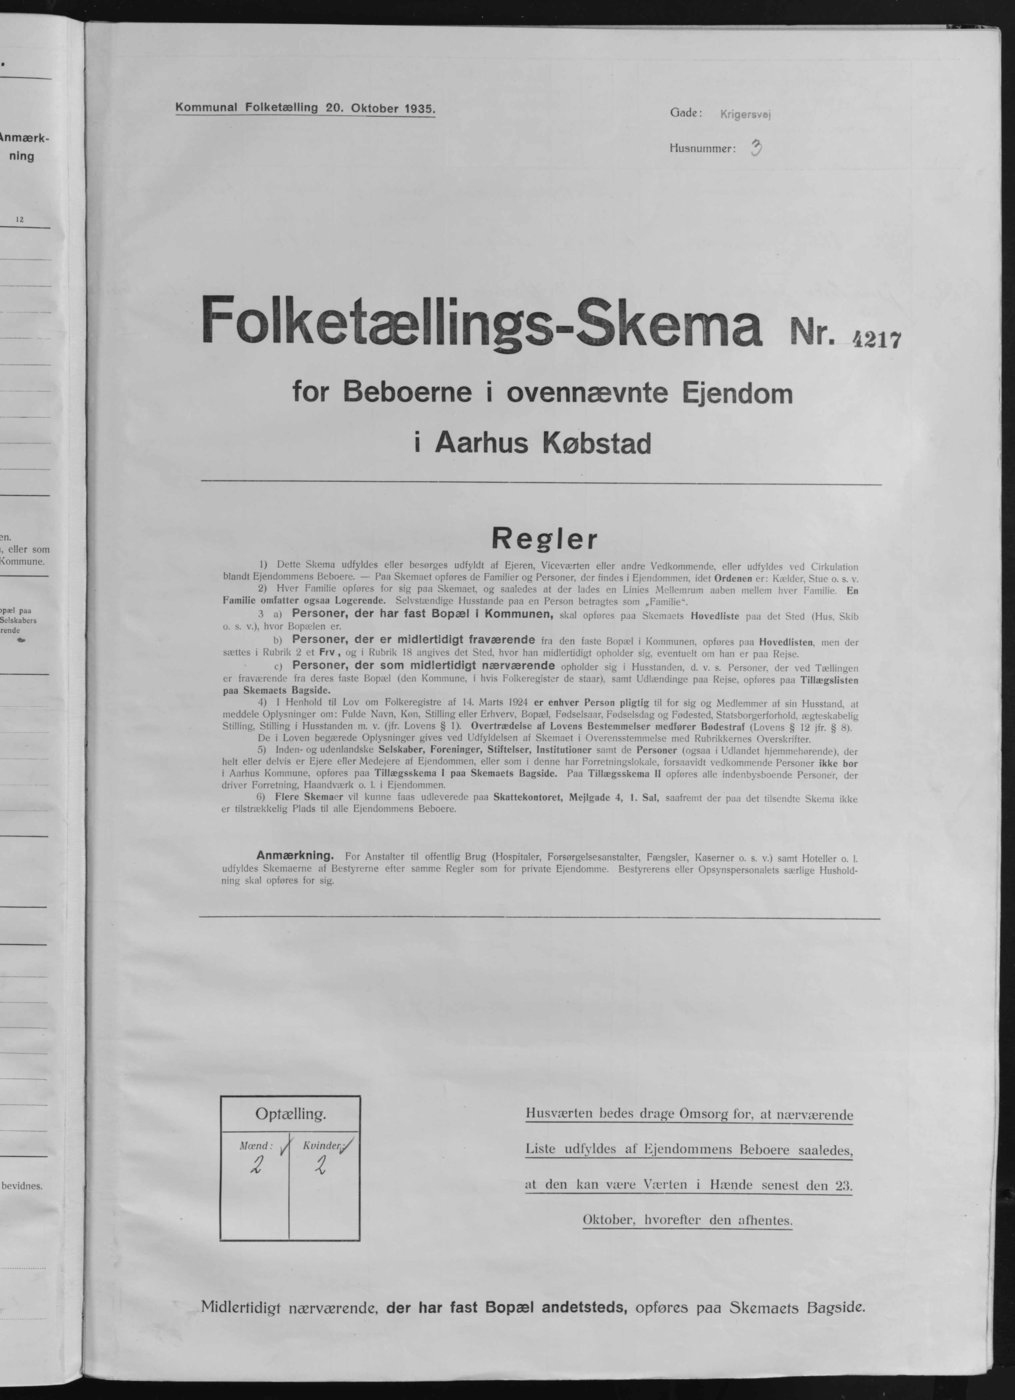 Anmærk-
ning
12
en.
, eller som
Kommune.
opæl paa
Selskabers
rende
bevidnes.
Kommunal Folketælling 20. Oktober 1935.
Gade: Krigersvej
Husnummer: 3
Folketællings-Skema Nr. 4217
for Beboerne i ovennævnte Ejendom
i Aarhus Købstad
Regler
1) Dette Skema udfyldes eller besørges udfyldt af Ejeren, Viceværten eller andre Vedkommende, eller udfyldes ved Cirkulation
blandt Ejendommens Beboere. — Paa Skemaet opføres de Familier og Personer, der findes i Ejendommen, idet Ordenen er: Kælder, Stue o. s. v.
2) Hver Familie opføres for sig paa Skemaet, og saaledes at der lades en Linies Mellemrum aaben mellem hver Familie. En
Familie omfatter ogsaa Logerende. Selvstændige Husstande paa en Person betragtes som „Familie“.
3 a) Personer, der har fast Bopæl i Kommunen, skal opføres paa Skemaets Hovedliste paa det Sted (Hus, Skib
o. s. v.), hvor Bopælen er.
b) Personer, der er midlertidigt fraværende fra den faste Bopæl i Kommunen, opføres paa Hovedlisten, men der
sættes i Rubrik 2 et Frv, og i Rubrik 18 angives det Sted, hvor han midlertidigt opholder sig, eventuelt om han er paa Rejse.
c) Personer, der som midlertidigt nærværende opholder sig i Husstanden, d. v. s. Personer, der ved Tællingen
er fraværende fra deres faste Bopæl (den Kommune, i hvis Folkeregister de staar), samt Udlændinge paa Rejse, opføres paa Tillægslisten
paa Skemaets Bagside.
4) I Henhold til Lov om Folkeregistre af 14. Marts 1924 er enhver Person pligtig til for sig og Medlemmer af sin Husstand, at
meddele Oplysninger om: Fulde Navn, Køn, Stilling eller Erhverv, Bopæl, Fødselsaar, Fødselsdag og Fødested, Statsborgerforhold, ægteskabelig
Stilling, Stilling i Husstanden m. v. (jfr. Lovens § 1). Overtrædelse af Lovens Bestemmelser medfører Bødestraf (Lovens § 12 jfr. § 8).
De i Loven begærede Oplysninger gives ved Udfyldelsen af Skemaet i Overensstemmelse med Rubrikkernes Overskrifter.
5) Inden- og udenlandske Selskaber, Foreninger, Stiftelser, Institutioner samt de Personer (ogsaa i Udlandet hjemmehørende), der
helt eller delvis er Ejere eller Medejere af Ejendommen, eller som i denne har Forretningslokale, forsaavidt vedkommende Personer ikke bor
i Aarhus Kommune, opføres paa Tillægsskema I paa Skemaets Bagside. Paa Tillægsskema II opføres alle indenbysboende Personer, der
driver Forretning, Haandværk o. l. i Ejendommen.
6) Flere Skemaer vil kunne faas udleverede paa Skattekontoret, Mejlgade 4, 1. Sal, saafremt der paa det tilsendte Skema ikke
er tilstrækkelig Plads til alle Ejendommens Beboere.
Anmærkning. For Anstalter til offentlig Brug (Hospitaler, Forsørgelsesanstalter, Fængsler, Kaserner o. s. v.) samt Hoteller o. l.
udfyldes Skemaerne af Bestyrerne efter samme Regler som for private Ejendomme. Bestyrerens eller Opsynspersonalets særlige Hushold-
ning skal opføres for sig.
Optælling.
Mænd: Kvinder:
2 2
Husværten bedes drage Omsorg for, at nærværende
Liste udfyldes af Ejendommens Beboere saaledes,
at den kan være Værten i Hænde senest den 23.
Oktober, hvorefter den afhentes.
Midlertidigt nærværende, der har fast Bopæl andetsteds, opføres paa Skemaets Bagside.